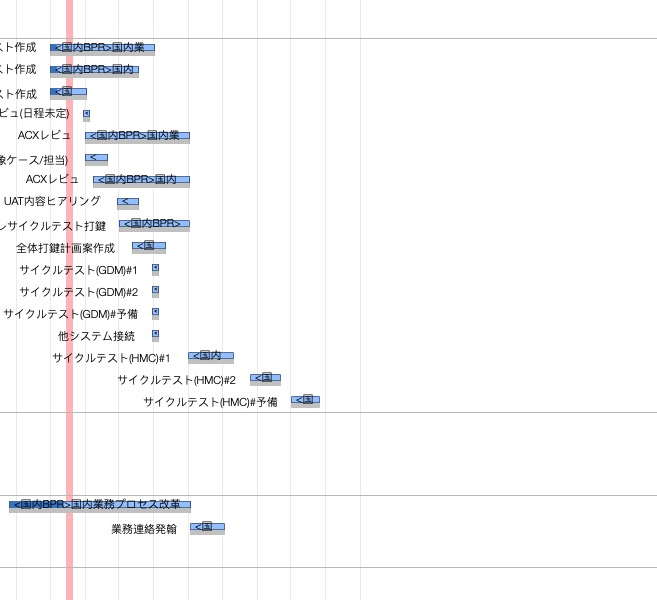 スト作成 <国内BPR>国内業
スト作成 <国内BPR>国内
スト作成 <国
ビュ(日程未定) <
ACXレビュ <国内BPR>国内業
象ケース/担当) <
ACXレビュ <国内BPR>国内
UAT内容ヒアリング <
レサイクルテスト打鍵 <国内BPR>
全体打鍵計画案作成 <国
サイクルテスト(GDM)#1 <
サイクルテスト(GDM)#2 <
サイクルテスト(GDM)#予備 <
他システム接続 <
サイクルテスト(HMC)#1 <国内
サイクルテスト(HMC)#2 <国
サイクルテスト(HMC)#予備 <国
<国内BPR>国内業務プロセス改革
業務連絡発翰 <国